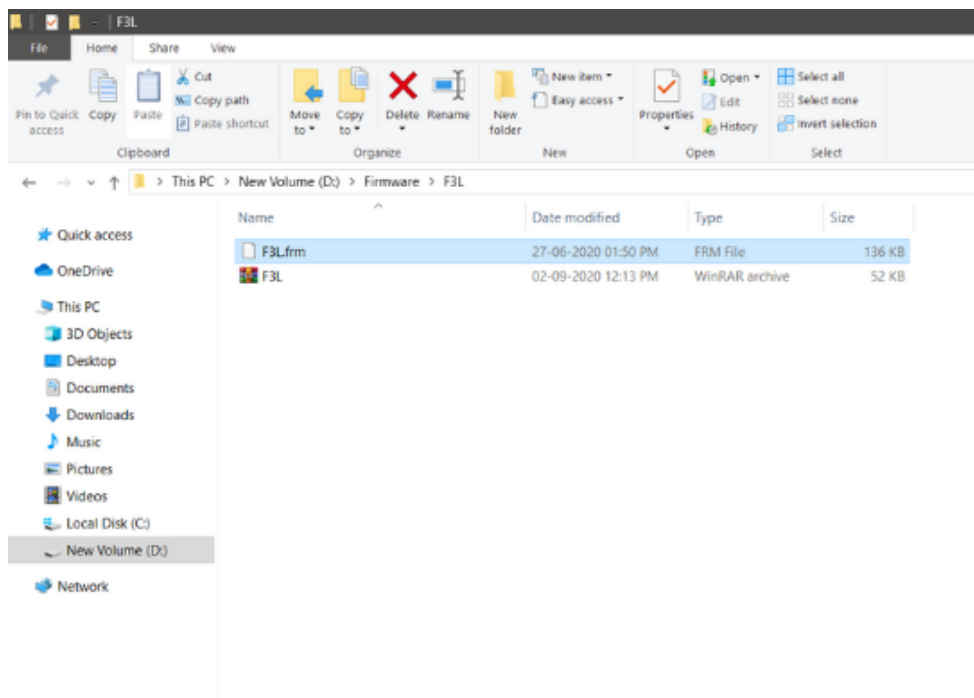 F3L
File Home Share View
Pin to Quick access
Copy
Paste
Cut
Copy path
Paste shortcut
Clipboard
Move to
Copy to
Delete
Rename
Organize
New folder
New item
Easy access
New
Properties
Open
Edit
History
Open
Select all
Select none
Invert selection
Select
This PC > New Volume (D:) > Firmware > F3L
Name Date modified Type Size
F3L.frm 27-06-2020 01:50 PM FRM File 136 KB
F3L 02-09-2020 12:13 PM WinRAR archive 52 KB
Quick access
OneDrive
This PC
3D Objects
Desktop
Documents
Downloads
Music
Pictures
Videos
Local Disk (C:)
New Volume (D:)
Network